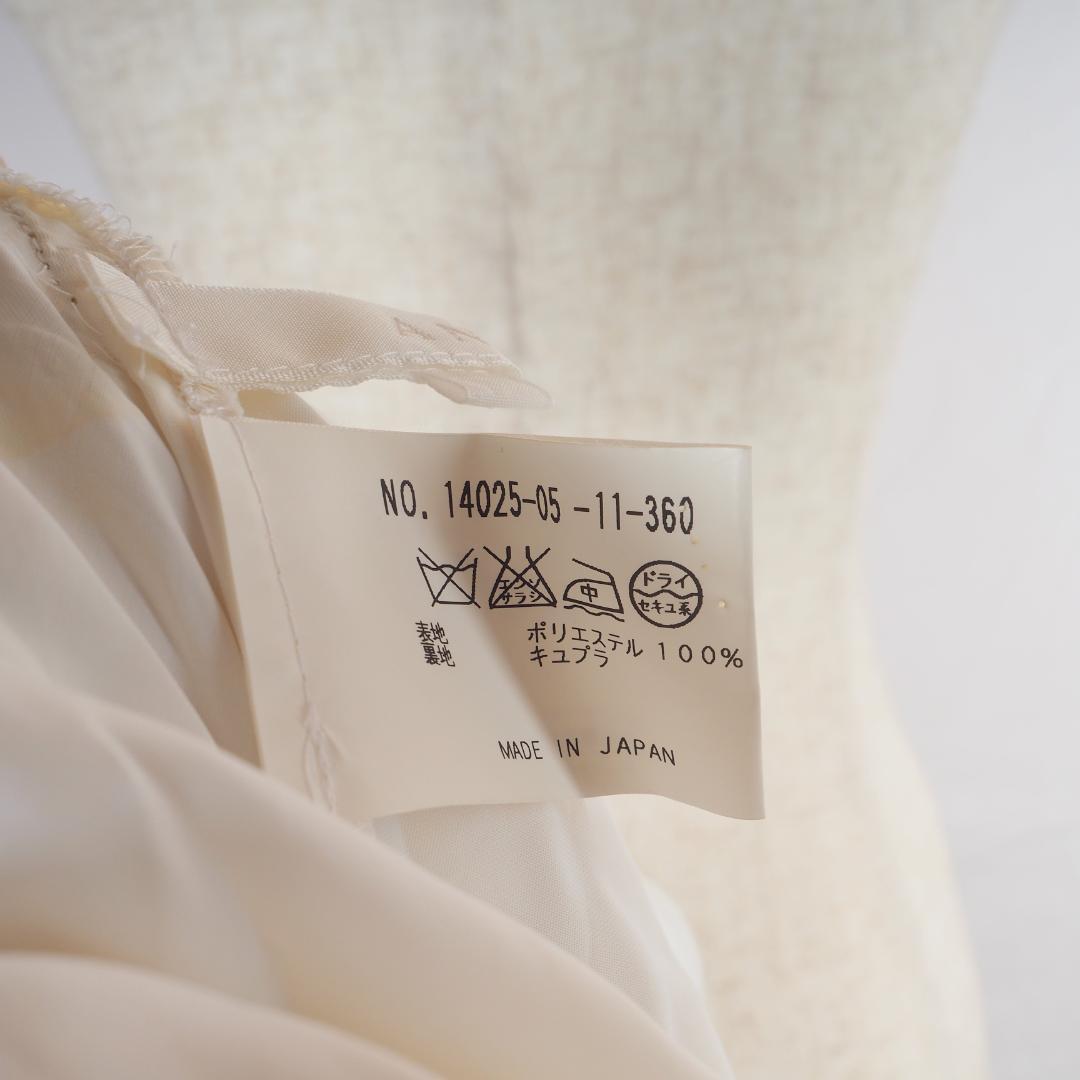 NO. 14025-05-11-360
エンソ
サラシ
中
ドライ
セキユ系
表地 ポリエステル 100%
裏地 キュプラ
MADE IN JAPAN